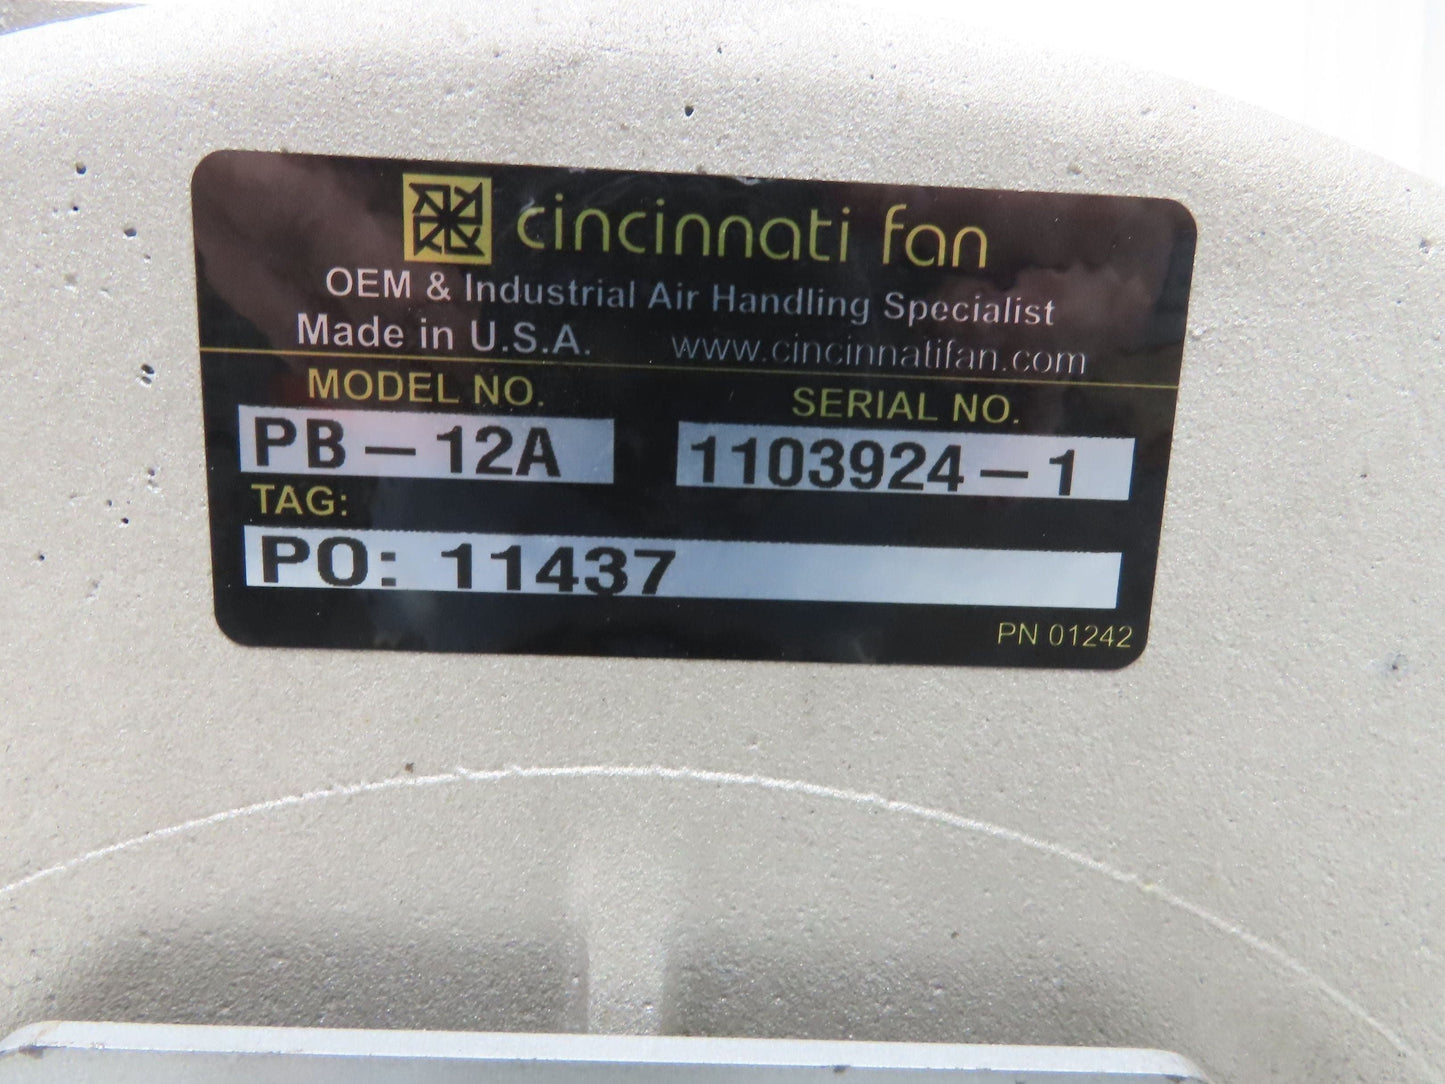 cincinnati fan
OEM & Industrial Air Handling Specialist
Made in U.S.A. www.cincinnatifan.com
MODEL NO. SERIAL NO.
PB-12A 1103924-1
TAG:
PO: 11437
PN 01242